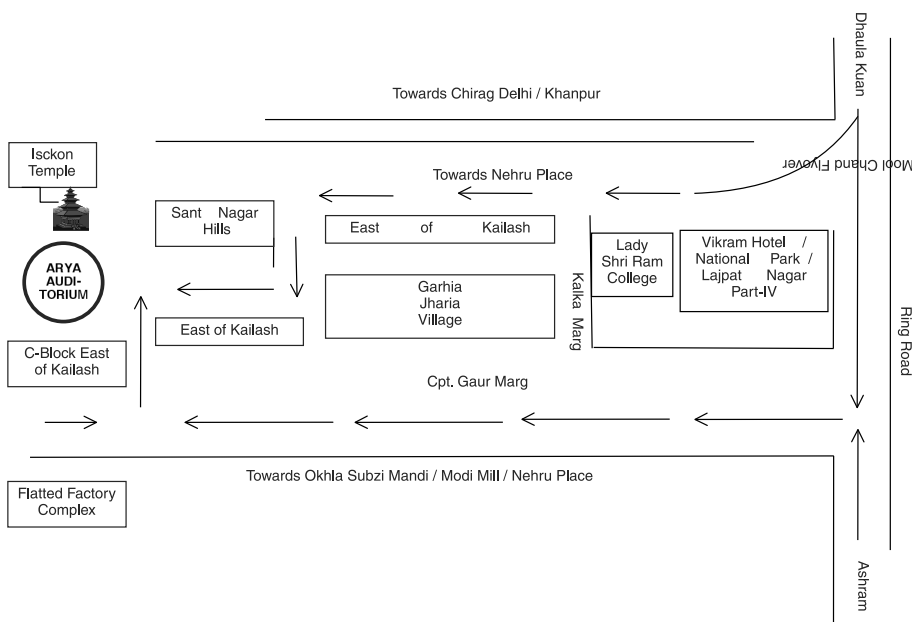 Dhaula Kuan
Towards Chirag Delhi / Khanpur
Mool Chand Flyover
Isckon
Temple
Towards Nehru Place
Sant Nagar
Hills
East of Kailash
Lady
Shri Ram
College
Vikram Hotel /
National Park /
Lajpat Nagar
Part-IV
ARYA
AUDI-
TORIUM
Garhia
Jharia
Village
Kalka Marg
Ring Road
East of Kailash
C-Block East
of Kailash
Cpt. Gaur Marg
Towards Okhla Subzi Mandi / Modi Mill / Nehru Place
Flatted Factory
Complex
Ashram